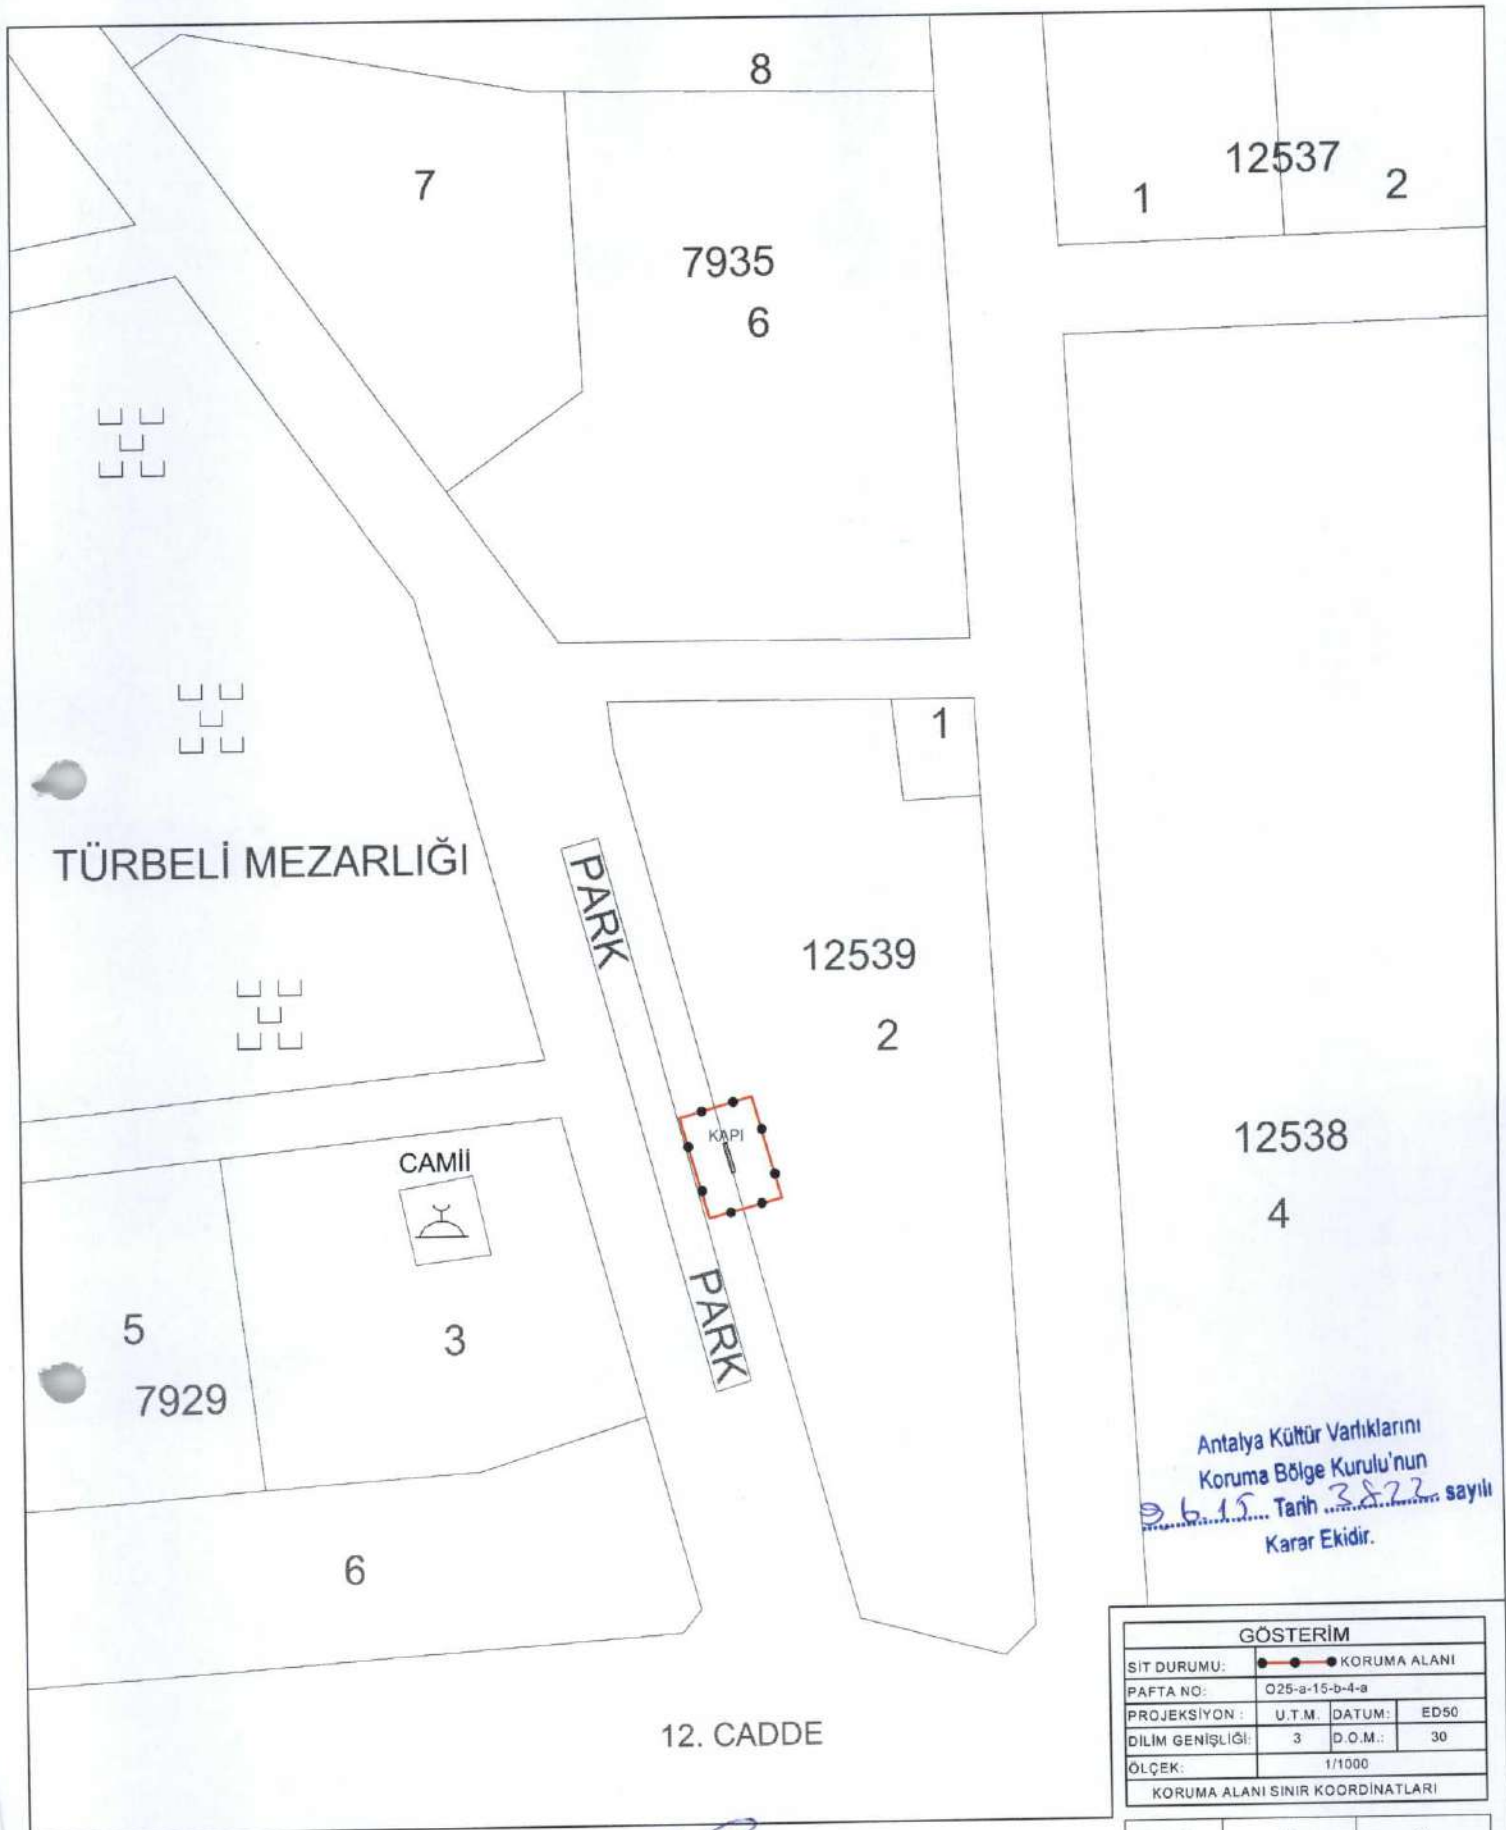 8
7
12537
1
2
7935
6
1
TÜRBELİ MEZARLIĞI
PARK
12539
2
KAPI
12538
4
CAMİİ
5
3
7929
PARK
6
12. CADDE
Antalya Kültür Varlıklarını
Koruma Bölge Kurulu'nun
9.6.15 Tarih 3822 sayılı
Karar Ekidir.
GÖSTERİM
SİT DURUMU: KORUMA ALANI
PAFTA NO: O25-a-15-b-4-a
PROJEKSİYON : U.T.M. DATUM: ED50
DİLİM GENİŞLİĞİ: 3 D.O.M.: 30
ÖLÇEK: 1/1000
KORUMA ALANI SINIR KOORDİNATLARI